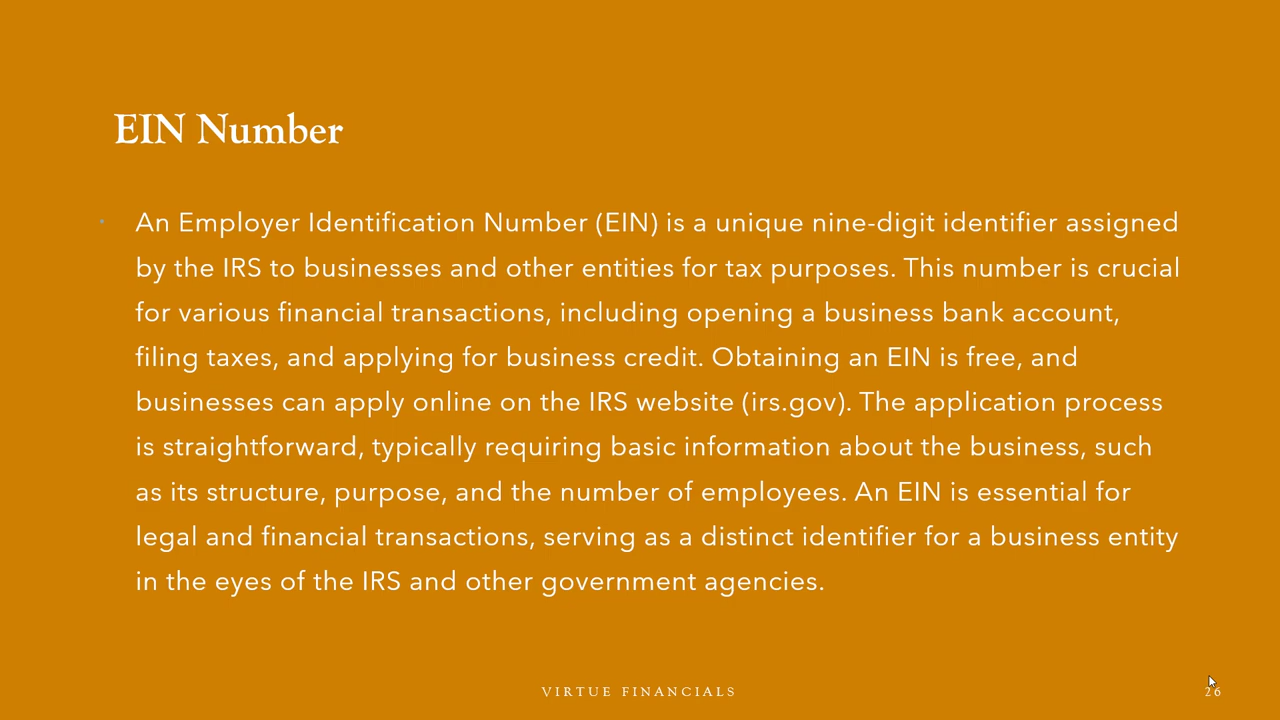 EIN Number
An Employer Identification Number (EIN) is a unique nine-digit identifier assigned
by the IRS to businesses and other entities for tax purposes. This number is crucial
for various financial transactions, including opening a business bank account,
filing taxes, and applying for business credit. Obtaining an EIN is free, and
businesses can apply online on the IRS website (irs.gov). The application process
is straightforward, typically requiring basic information about the business, such
as its structure, purpose, and the number of employees. An EIN is essential for
legal and financial transactions, serving as a distinct identifier for a business entity
in the eyes of the IRS and other government agencies.
VIRTUE FINANCIALS
26